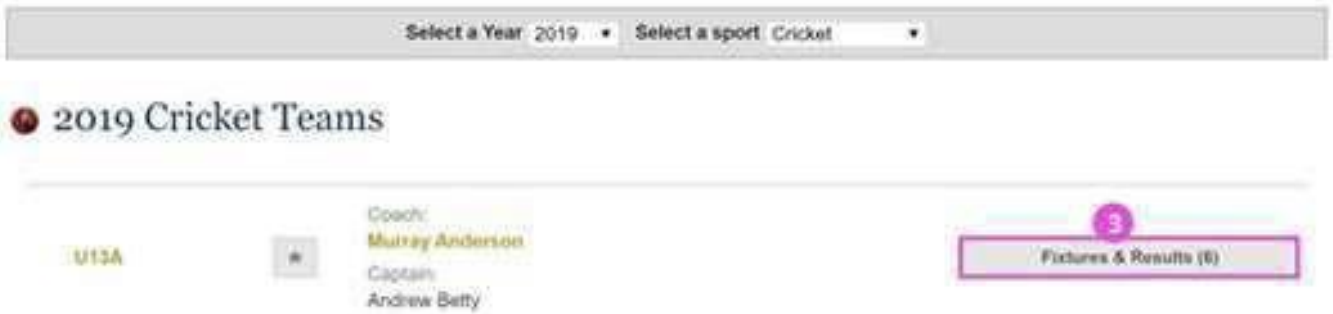 Select a Year 2019 Select a sport Cricket
2019 Cricket Teams
U13A
Coach:
Murray Anderson
Captain:
Andrew Betty
3
Fixtures & Results (6)